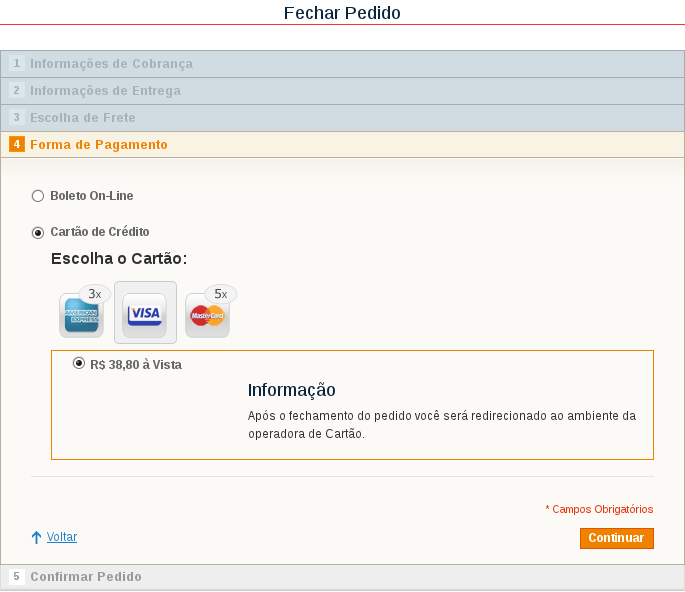 Fechar Pedido
1 Informações de Cobrança
2 Informações de Entrega
3 Escolha de Frete
4 Forma de Pagamento
Boleto On-Line
Cartão de Crédito
Escolha o Cartão:
3x 5x
AMERICAN EXPRESS VISA MasterCard
R$ 38,80 à Vista
Informação
Após o fechamento do pedido você será redirecionado ao ambiente da
operadora de Cartão.
* Campos Obrigatórios
Voltar Continuar
5 Confirmar Pedido